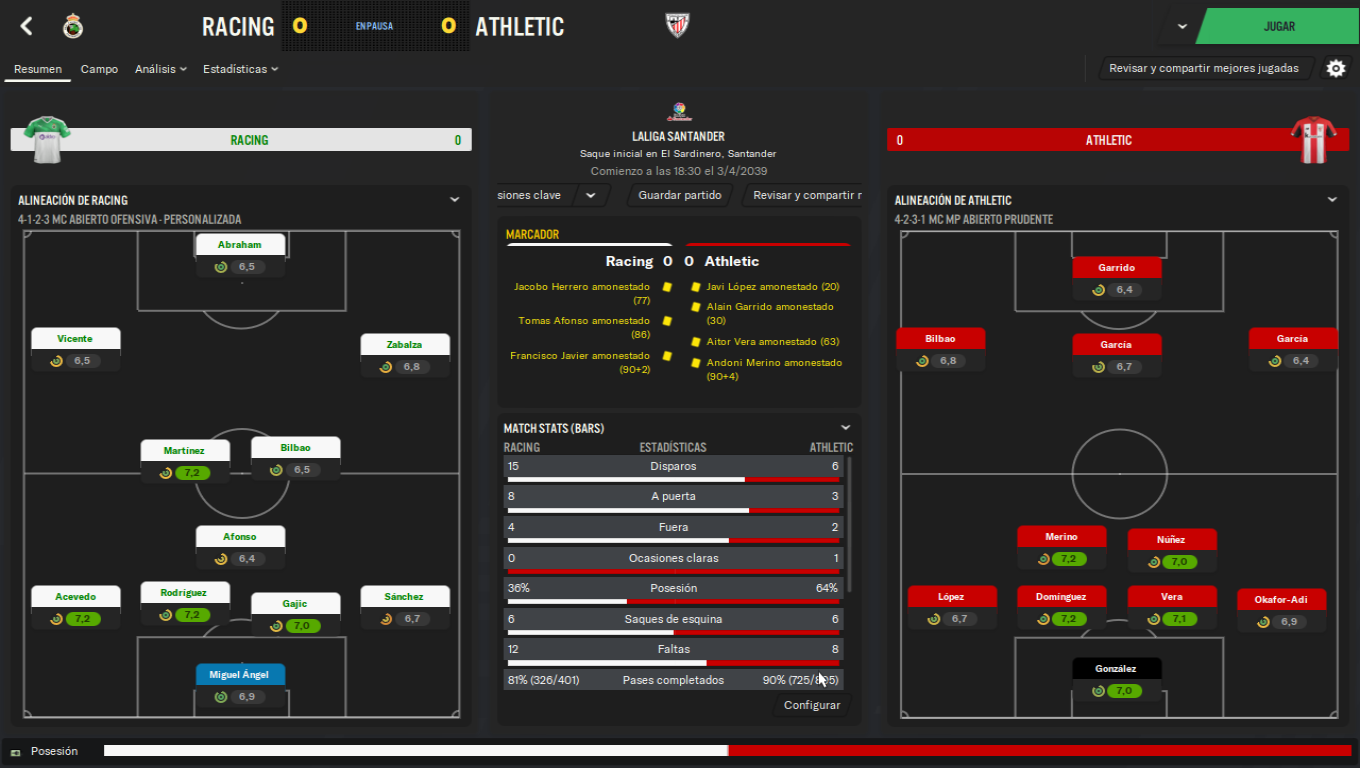 RACING 0 EN PAUSA 0 ATHLETIC
JUGAR
Resumen Campo Análisis Estadísticas
Revisar y compartir mejores jugadas
RACING 0
LALIGA SANTANDER
Saque inicial en El Sardinero, Santander
Comienzo a las 18:30 el 3/4/2039
0 ATHLETIC
siones clave Guardar partido Revisar y compartir r
ALINEACIÓN DE RACING
4-1-2-3 MC ABIERTO OFENSIVA - PERSONALIZADA
Abraham
6,5
Vicente
6,5
Zabalza
6,8
Martínez
7,2
Bilbao
6,5
Afonso
6,4
Acevedo
7,2
Rodríguez
7,2
Gajic
7,0
Sánchez
6,7
Miguel Ángel
6,9
MARCADOR
Racing 0 0 Athletic
Jacobo Herrero amonestado
(77)
Tomas Afonso amonestado
(86)
Francisco Javier amonestado
(90+2)
Javi López amonestado (20)
Alain Garrido amonestado
(30)
Aitor Vera amonestado (63)
Andoni Merino amonestado
(90+4)
MATCH STATS (BARS)
RACING ESTADÍSTICAS ATHLETIC
15 Disparos 6
8 A puerta 3
4 Fuera 2
0 Ocasiones claras 1
36% Posesión 64%
6 Saques de esquina 6
12 Faltas 8
81% (326/401) Pases completados 90% (725/
Configurar
ALINEACIÓN DE ATHLETIC
4-2-3-1 MC MP ABIERTO PRUDENTE
Garrido
6,4
Bilbao
6,8
García
6,7
García
6,4
Merino
7,2
Núñez
7,0
López
6,7
Domínguez
7,2
Vera
7,1
Okafor-Adi
6,9
González
7,0
Posesión